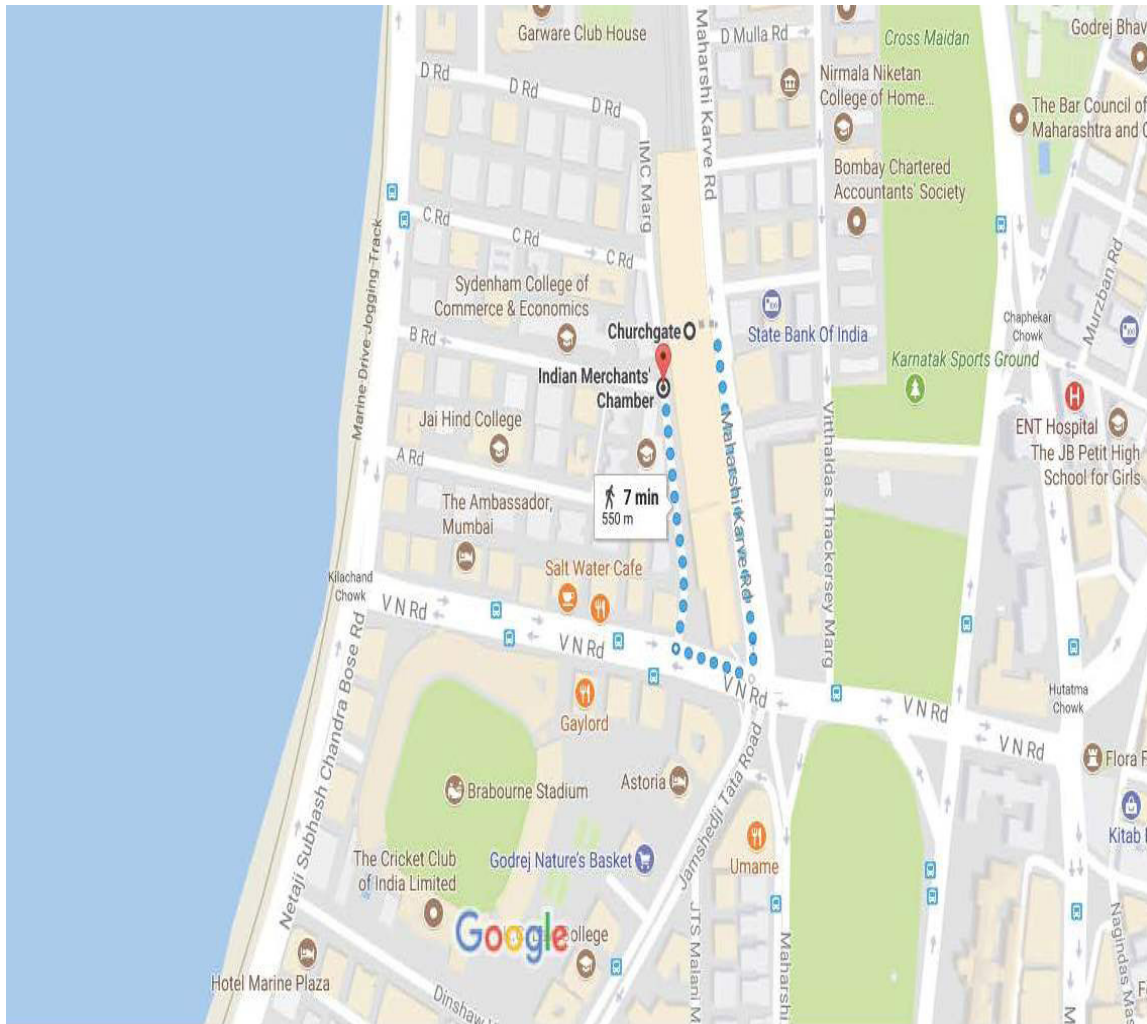 Garware Club House
D Rd
D Rd
D Rd
IMC Marg
Maharshi Karve Rd
D Mulla Rd
Cross Maidan
Godrej Bhav
Nirmala Niketan
College of Home...
The Bar Council of
Maharashtra and
Bombay Chartered
Accountants' Society
Marine Drive Jogging Track
C Rd
C Rd
C Rd
Sydenham College of
Commerce & Economics
Churchgate
State Bank Of India
Chaphekar
Chowk
Murzban Rd
B Rd
Indian Merchants'
Chamber
Karnatak Sports Ground
Jai Hind College
Maharshi Karve Rd
Vitthaldas Thackersey Marg
H
ENT Hospital
The JB Petit High
School for Girls
A Rd
7 min
550 m
The Ambassador,
Mumbai
Salt Water Cafe
Kilachand
Chowk
V N Rd
V N Rd
V N Rd
V N Rd
V N Rd
Hutatma
Chowk
Netaji Subhash Chandra Bose Rd
Gaylord
Flora F
Brabourne Stadium
Astoria
Jamshedji Tata Road
Kitab
The Cricket Club
of India Limited
Godrej Nature's Basket
Umame
Google
ollege
JTS Malani M
Maharshi
Nagindas Mas
Hotel Marine Plaza
Dinshaw
M